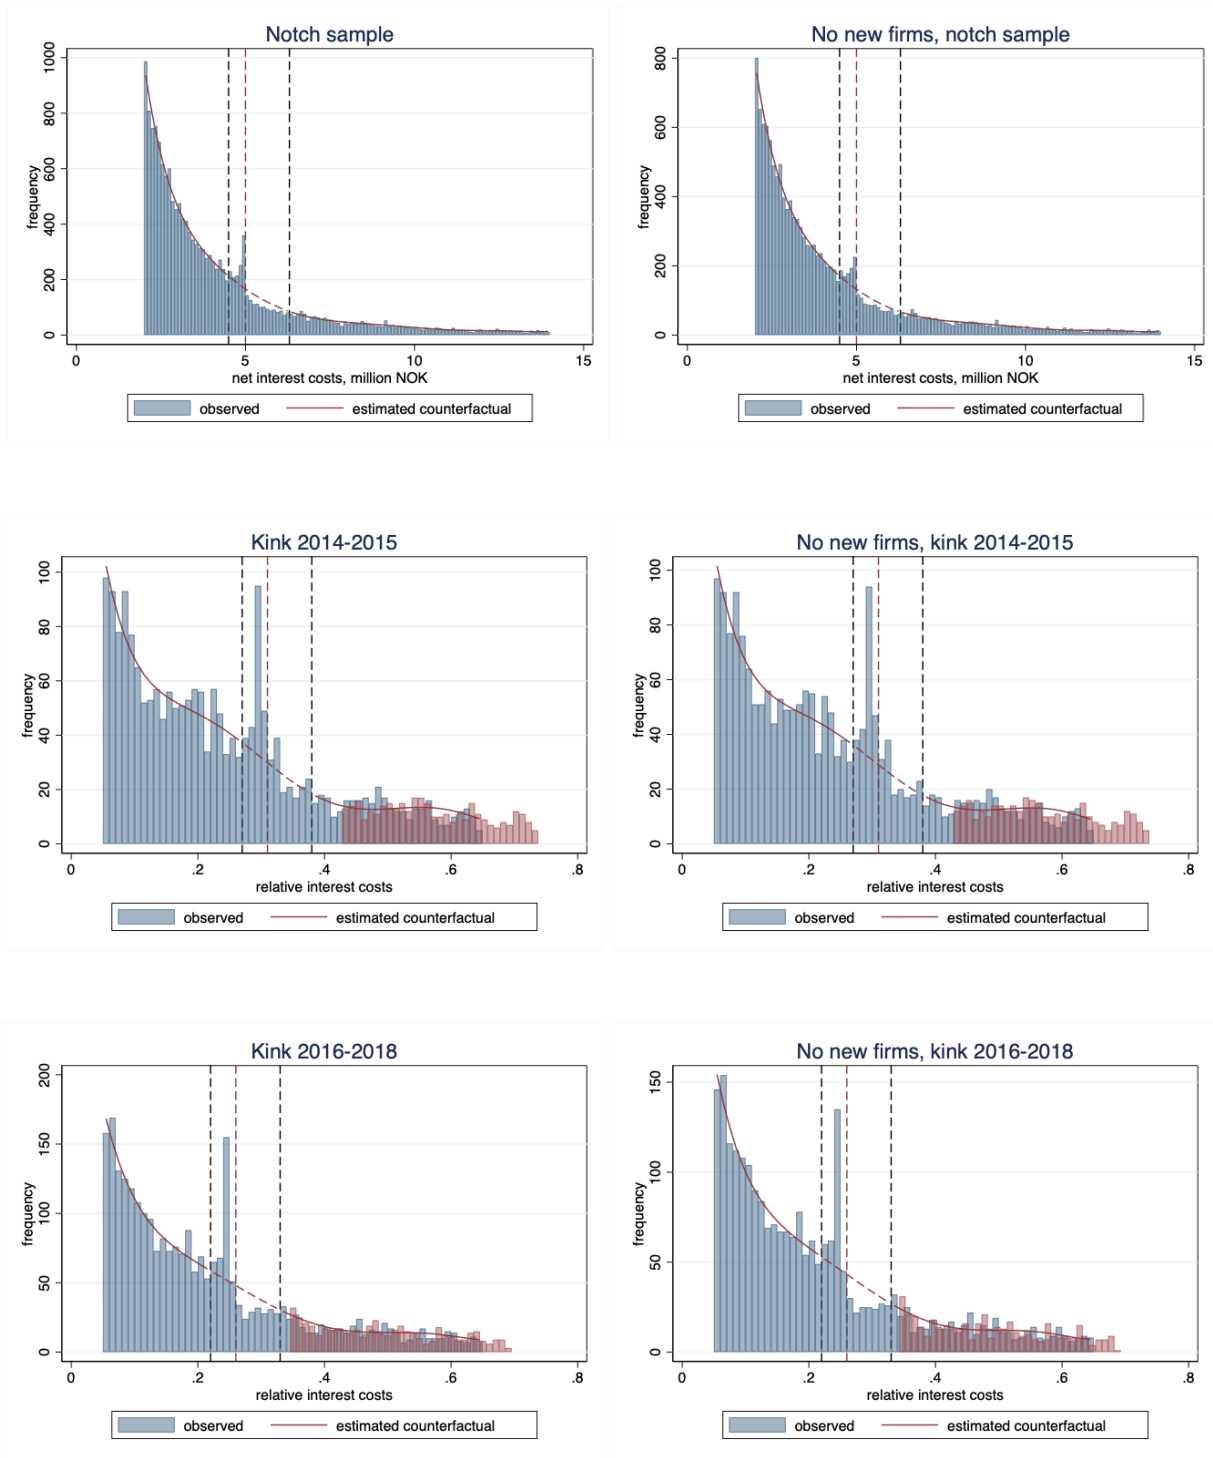 Notch sample
frequency
1000
800
600
400
200
0
0 5 10 15
net interest costs, million NOK
observed estimated counterfactual
No new firms, notch sample
frequency
800
600
400
200
0
0 5 10 15
net interest costs, million NOK
observed estimated counterfactual
Kink 2014-2015
frequency
100
80
60
40
20
0
0 .2 .4 .6 .8
relative interest costs
observed estimated counterfactual
No new firms, kink 2014-2015
frequency
100
80
60
40
20
0
0 .2 .4 .6 .8
relative interest costs
observed estimated counterfactual
Kink 2016-2018
frequency
200
150
100
50
0
0 .2 .4 .6 .8
relative interest costs
observed estimated counterfactual
No new firms, kink 2016-2018
frequency
150
100
50
0
0 .2 .4 .6 .8
relative interest costs
observed estimated counterfactual